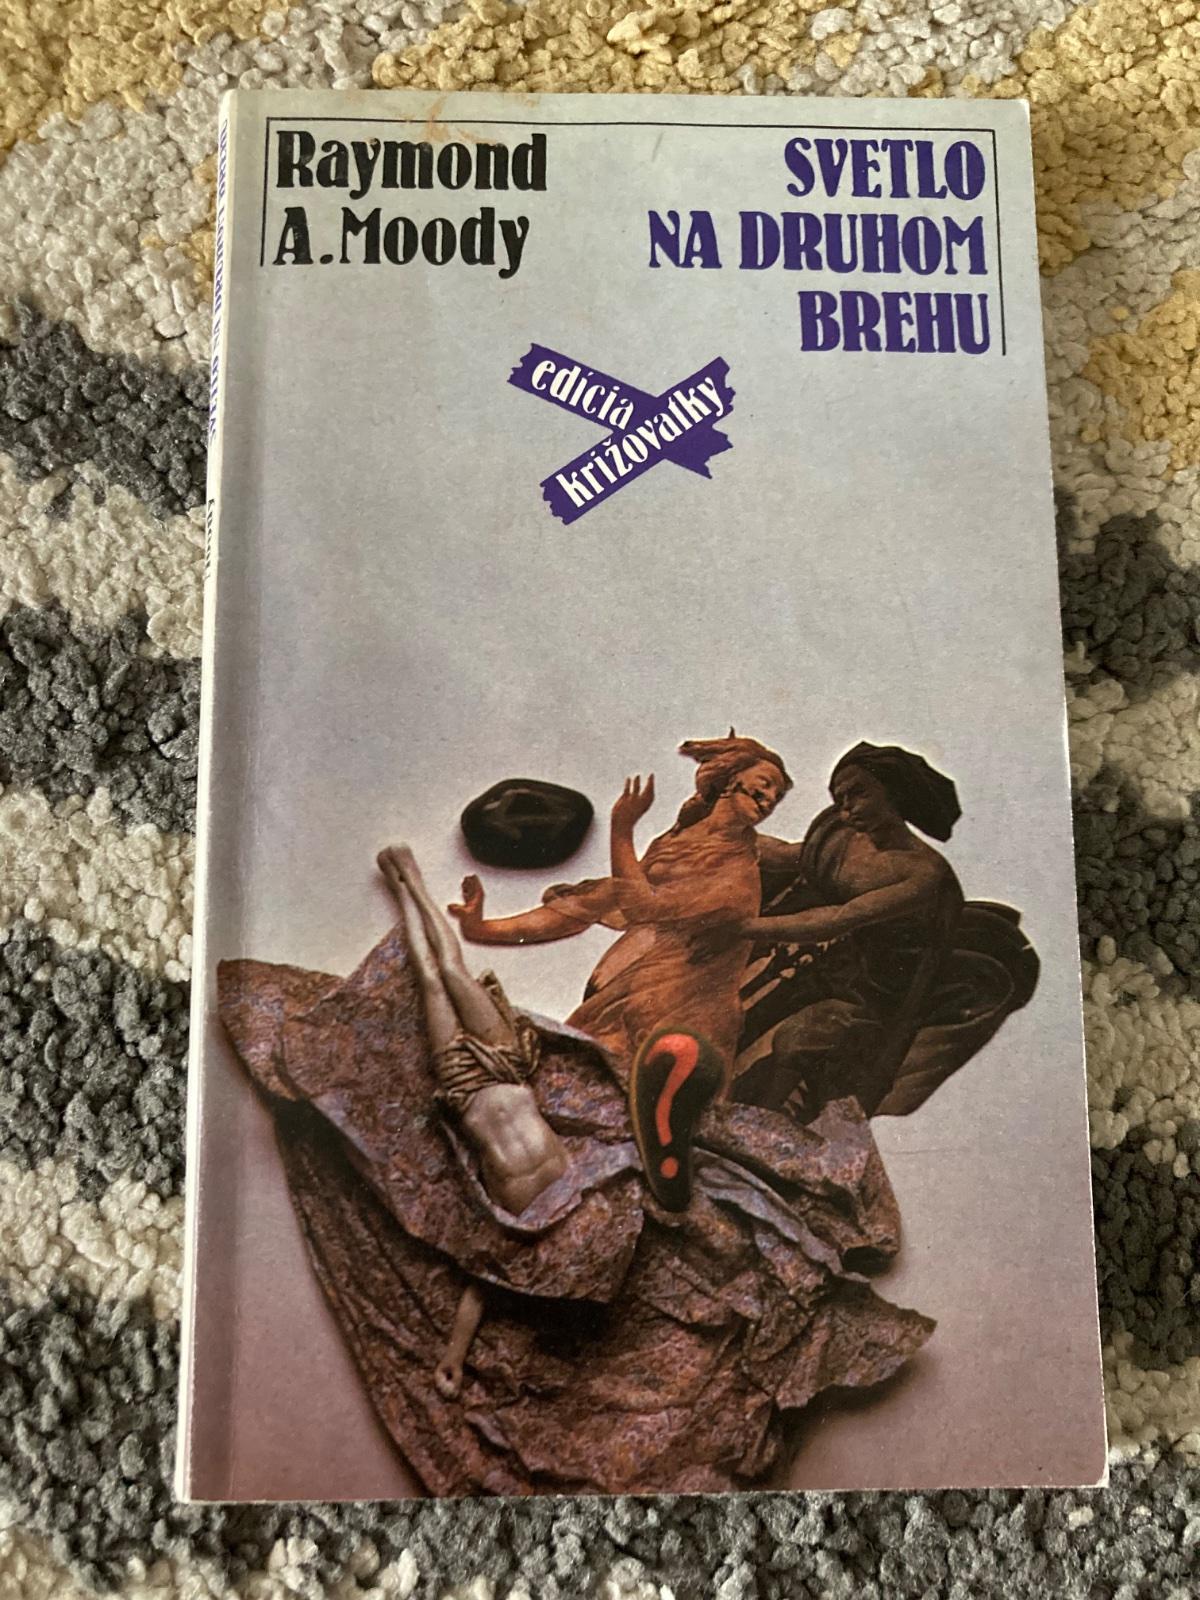 Raymond
A. Moody
SVETLO
NA DRUHOM
BREHU
edícia
križovatky
?